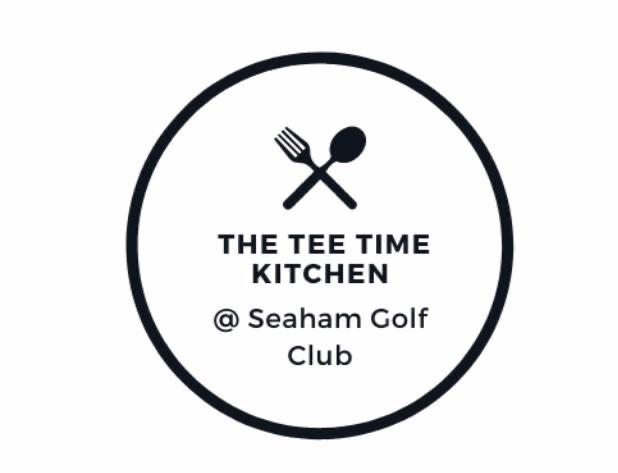 THE TEE TIME
KITCHEN
@ Seaham Golf
Club